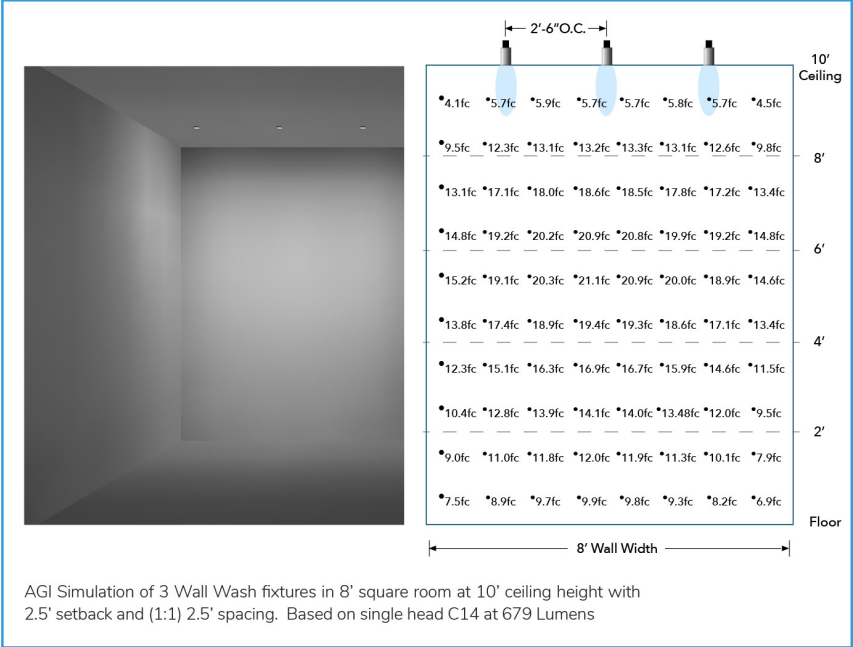 2'-6"O.C.
10'
Ceiling
4.1fc 5.7fc 5.9fc 5.7fc 5.7fc 5.8fc 5.7fc 4.5fc
9.5fc 12.3fc 13.1fc 13.2fc 13.3fc 13.1fc 12.6fc 9.8fc
8'
13.1fc 17.1fc 18.0fc 18.6fc 18.5fc 17.8fc 17.2fc 13.4fc
14.8fc 19.2fc 20.2fc 20.9fc 20.8fc 19.9fc 19.2fc 14.8fc
6'
15.2fc 19.1fc 20.3fc 21.1fc 20.9fc 20.0fc 18.9fc 14.6fc
13.8fc 17.4fc 18.9fc 19.4fc 19.3fc 18.6fc 17.1fc 13.4fc
4'
12.3fc 15.1fc 16.3fc 16.9fc 16.7fc 15.9fc 14.6fc 11.5fc
10.4fc 12.8fc 13.9fc 14.1fc 14.0fc 13.48fc 12.0fc 9.5fc
2'
9.0fc 11.0fc 11.8fc 12.0fc 11.9fc 11.3fc 10.1fc 7.9fc
7.5fc 8.9fc 9.7fc 9.9fc 9.8fc 9.3fc 8.2fc 6.9fc
Floor
8' Wall Width
AGI Simulation of 3 Wall Wash fixtures in 8' square room at 10' ceiling height with
2.5' setback and (1:1) 2.5' spacing. Based on single head C14 at 679 Lumens